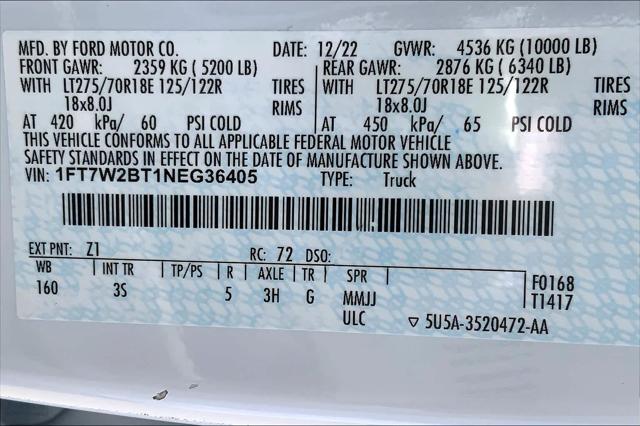 MFD. BY FORD MOTOR CO. DATE: 12/22 GVWR: 4536 KG (10000 LB)
FRONT GAWR: 2359 KG ( 5200 LB) REAR GAWR: 2876 KG ( 6340 LB)
WITH LT275/70R18E 125/122R TIRES WITH LT275/70R18E 125/122R TIRES
18x8.0J RIMS 18x8.0J RIMS
AT 420 kPa/ 60 PSI COLD AT 450 kPa/ 65 PSI COLD
THIS VEHICLE CONFORMS TO ALL APPLICABLE FEDERAL MOTOR VEHICLE
SAFETY STANDARDS IN EFFECT ON THE DATE OF MANUFACTURE SHOWN ABOVE.
VIN: 1FT7W2BT1NEG36405 TYPE: Truck
EXT PNT: Z1 RC: 72 DSO:
WB INT TR TP/PS R AXLE TR SPR F0168
160 3S 5 3H G MMJJ T1417
ULC ▽ 5U5A-3520472-AA